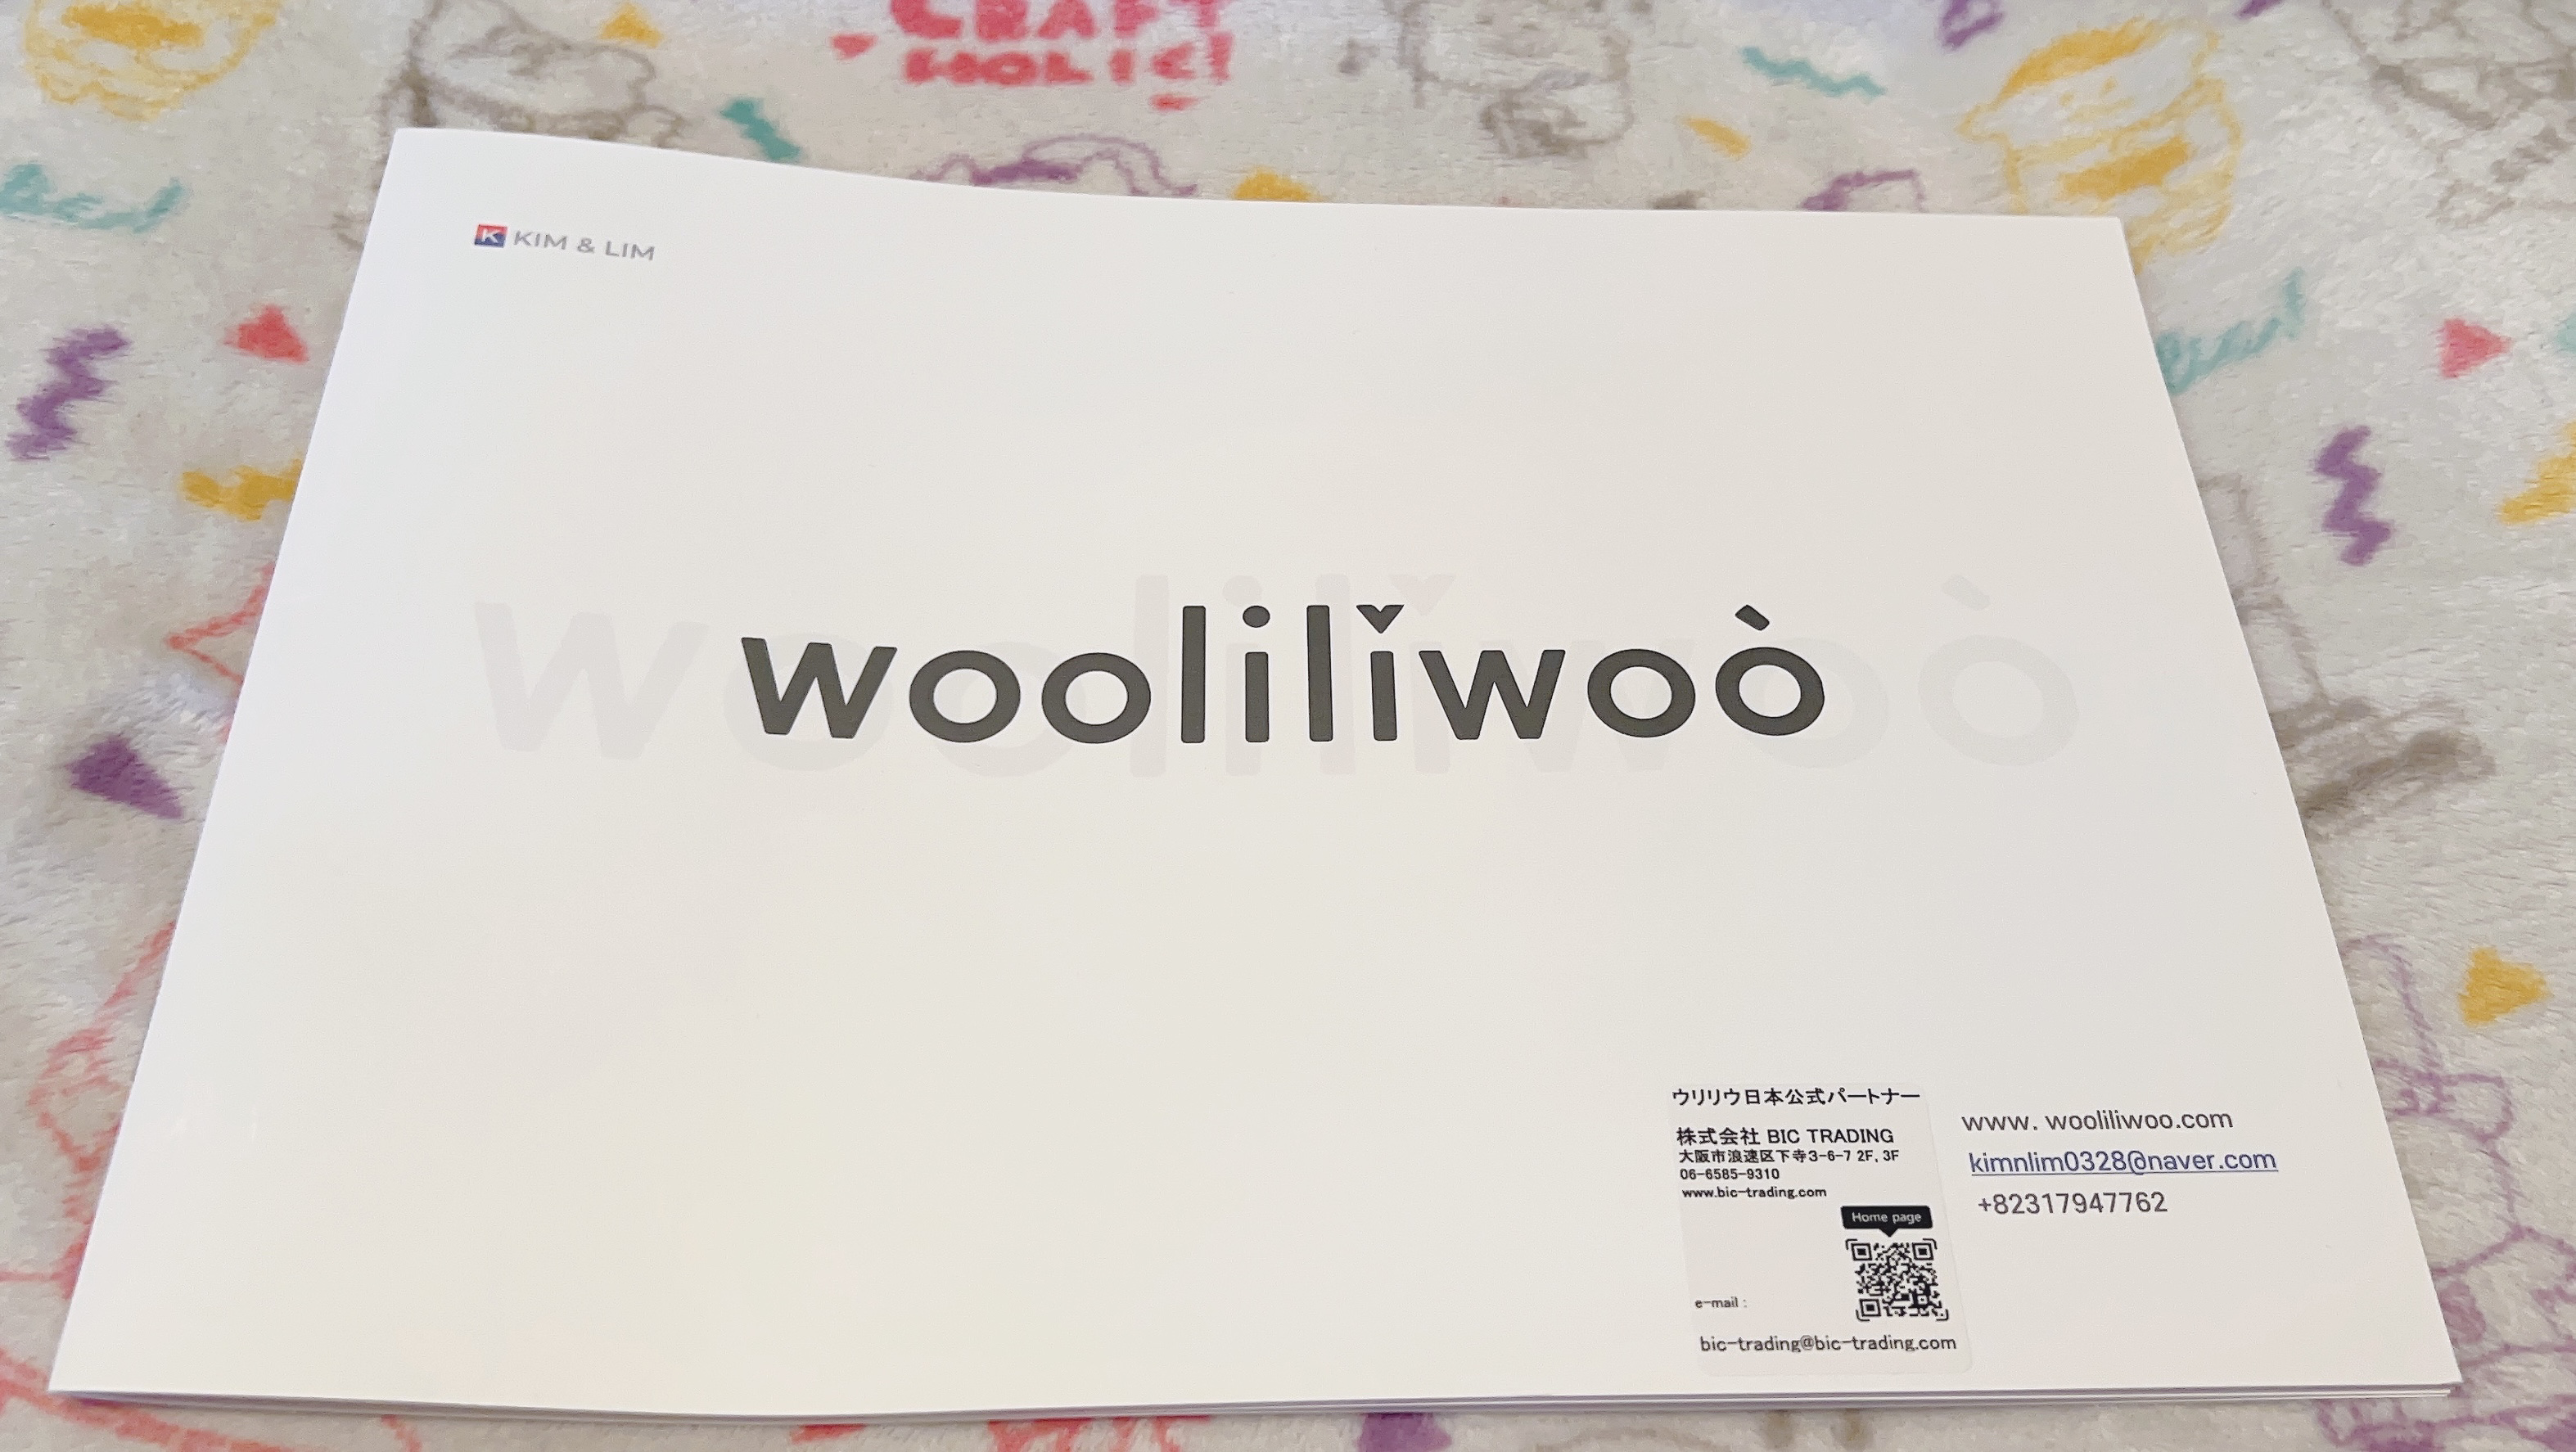 CRAFT
HOLIC!
K KIM & LIM
woolilǐwoò
ウリリウ日本公式パートナー
株式会社 BIC TRADING
大阪市浪速区下寺3-6-7 2F, 3F
06-6585-9310
www.bic-trading.com
Home page
e-mail :
bic-trading@bic-trading.com
www. wooliliwoo.com
kimnlim0328@naver.com
+82317947762